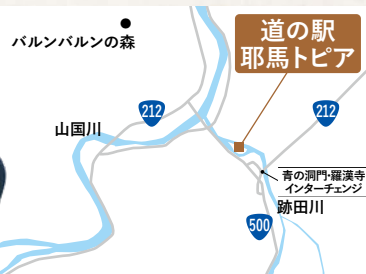 バルンバルンの森
道の駅
耶馬トピア
212
212
山国川
青の洞門・羅漢寺
インターチェンジ
跡田川
500